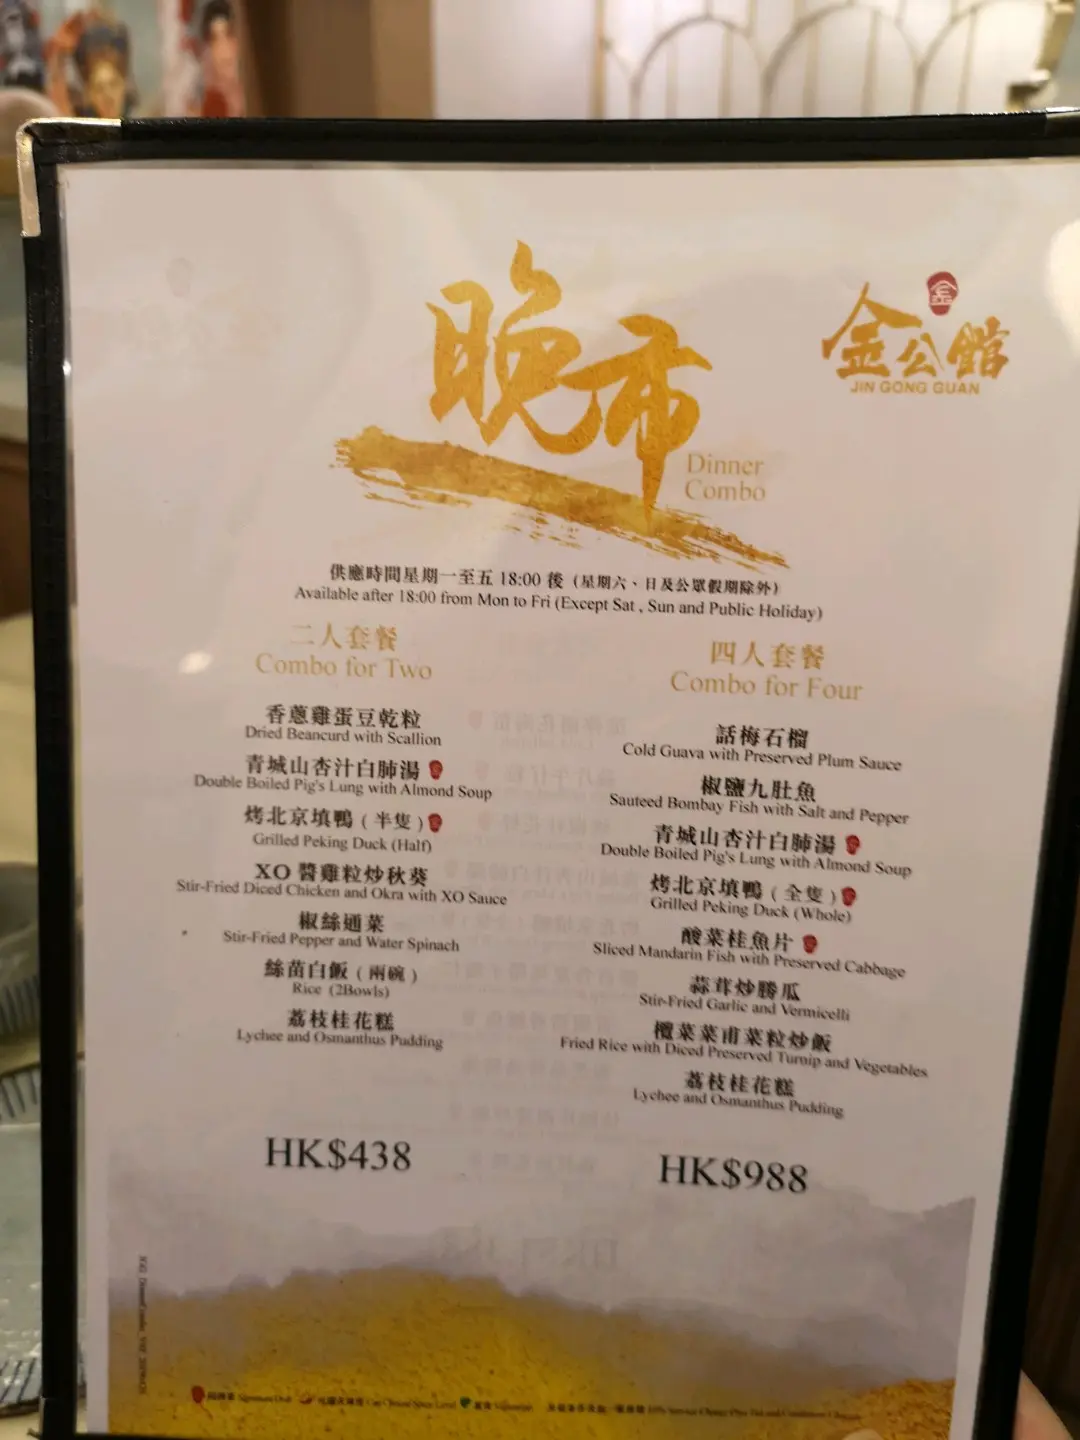 晚市
Dinner
Combo
金
金公館
JIN GONG GUAN
供應時間星期一至五 18:00 後（星期六、日及公眾假期除外）
Available after 18:00 from Mon to Fri (Except Sat , Sun and Public Holiday)
二人套餐
Combo for Two
香蔥雞蛋豆乾粒
Dried Beancurd with Scallion
青城山杏汁白肺湯
Double Boiled Pig's Lung with Almond Soup
烤北京填鴨（半隻）
Grilled Peking Duck (Half)
XO 醬雞粒炒秋葵
Stir-Fried Diced Chicken and Okra with XO Sauce
椒絲通菜
Stir-Fried Pepper and Water Spinach
絲苗白飯（兩碗）
Rice (2Bowls)
荔枝桂花糕
Lychee and Osmanthus Pudding
HK$438
四人套餐
Combo for Four
話梅石榴
Cold Guava with Preserved Plum Sauce
椒鹽九肚魚
Sauteed Bombay Fish with Salt and Pepper
青城山杏汁白肺湯
Double Boiled Pig's Lung with Almond Soup
烤北京填鴨（全隻）
Grilled Peking Duck (Whole)
酸菜桂魚片
Sliced Mandarin Fish with Preserved Cabbage
蒜茸炒勝瓜
Stir-Fried Garlic and Vermicelli
欖菜菜甫菜粒炒飯
Fried Rice with Diced Preserved Turnip and Vegetables
荔枝桂花糕
Lychee and Osmanthus Pudding
HK$988
Signature Dish
10% Service Charge